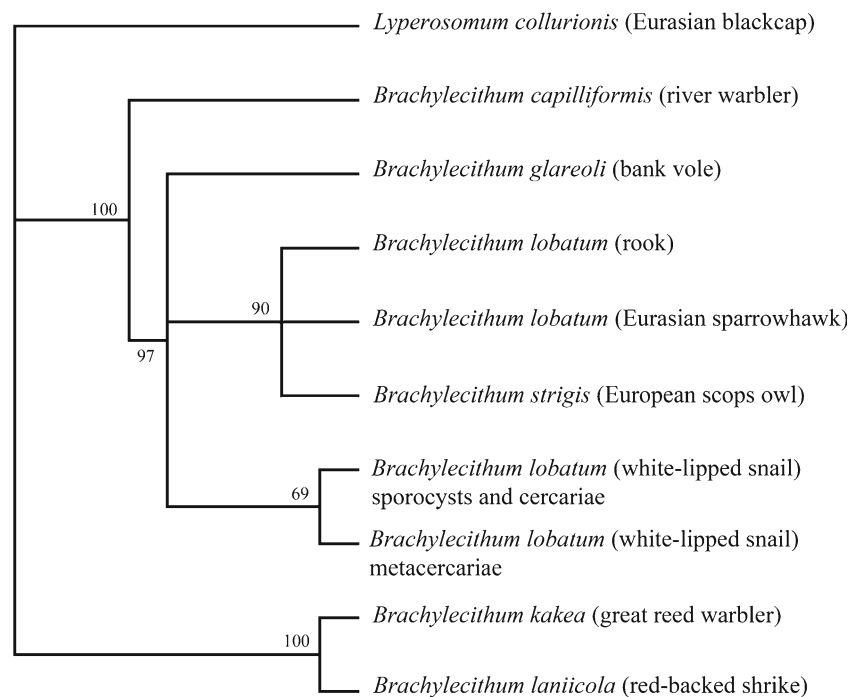 Lyperosomum collurionis (Eurasian blackcap)
Brachylecithum capilliformis (river warbler)
Brachylecithum glareoli (bank vole)
100
Brachylecithum lobatum (rook)
90
Brachylecithum lobatum (Eurasian sparrowhawk)
97
Brachylecithum strigis (European scops owl)
Brachylecithum lobatum (white-lipped snail)
sporocysts and cercariae
69
Brachylecithum lobatum (white-lipped snail)
metacercariae
Brachylecithum kakea (great reed warbler)
100
Brachylecithum laniicola (red-backed shrike)